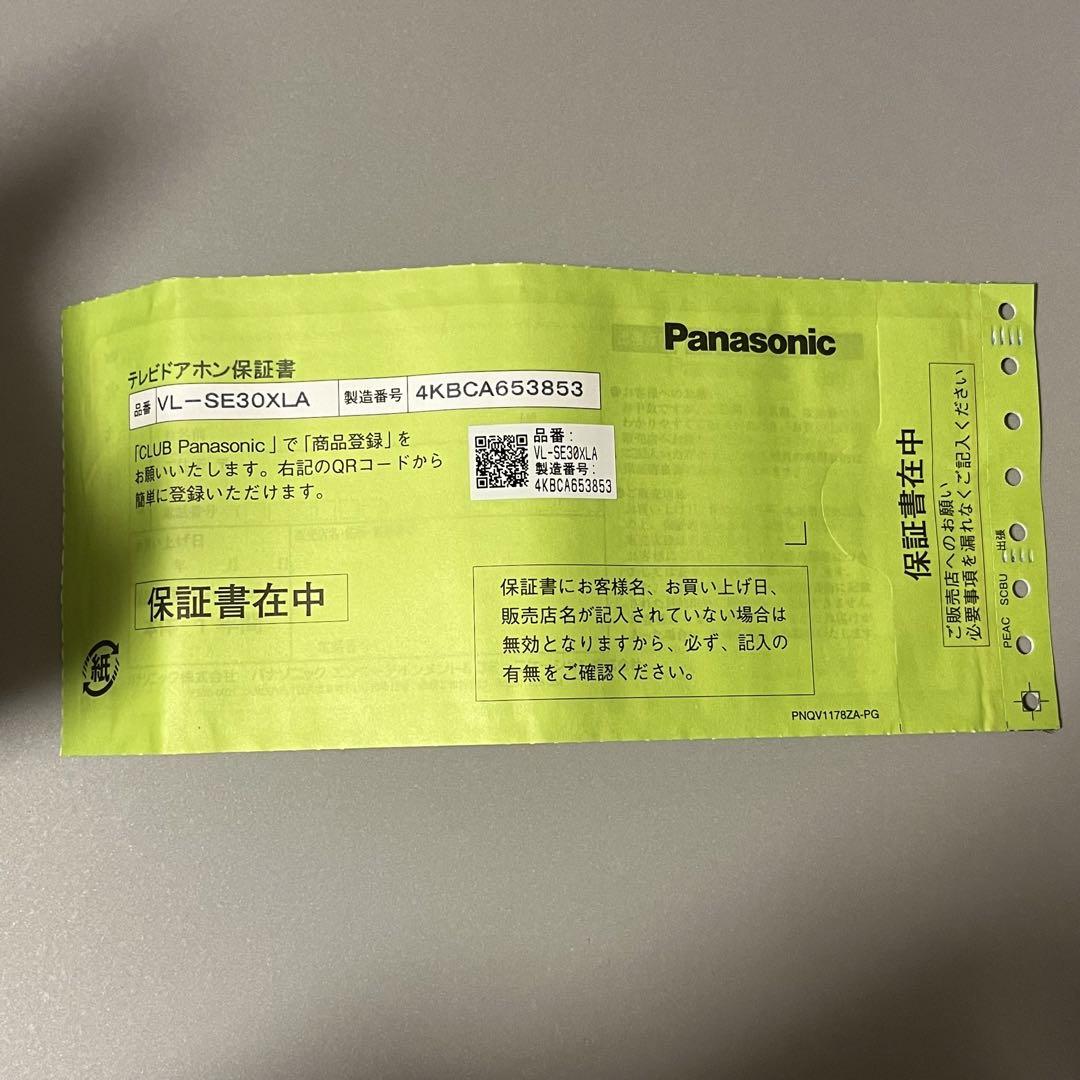 Panasonic
テレビドアホン保証書
品番 VL-SE30XLA 製造番号 4KBCA653853
「CLUB Panasonic」で「商品登録」を
お願いいたします。右記のQRコードから
簡単に登録いただけます。
品番:
VL-SE30XLA
製造番号:
4KBCA653853
保証書在中
紙
保証書にお客様名、お買い上げ日、
販売店名が記入されていない場合は
無効となりますから、必ず、記入の
有無をご確認ください。
PNQV1178ZA-PG
保証書在中
ご販売店へのお願い
必要事項を漏れなくご記入ください
PEAC SCBU 出張